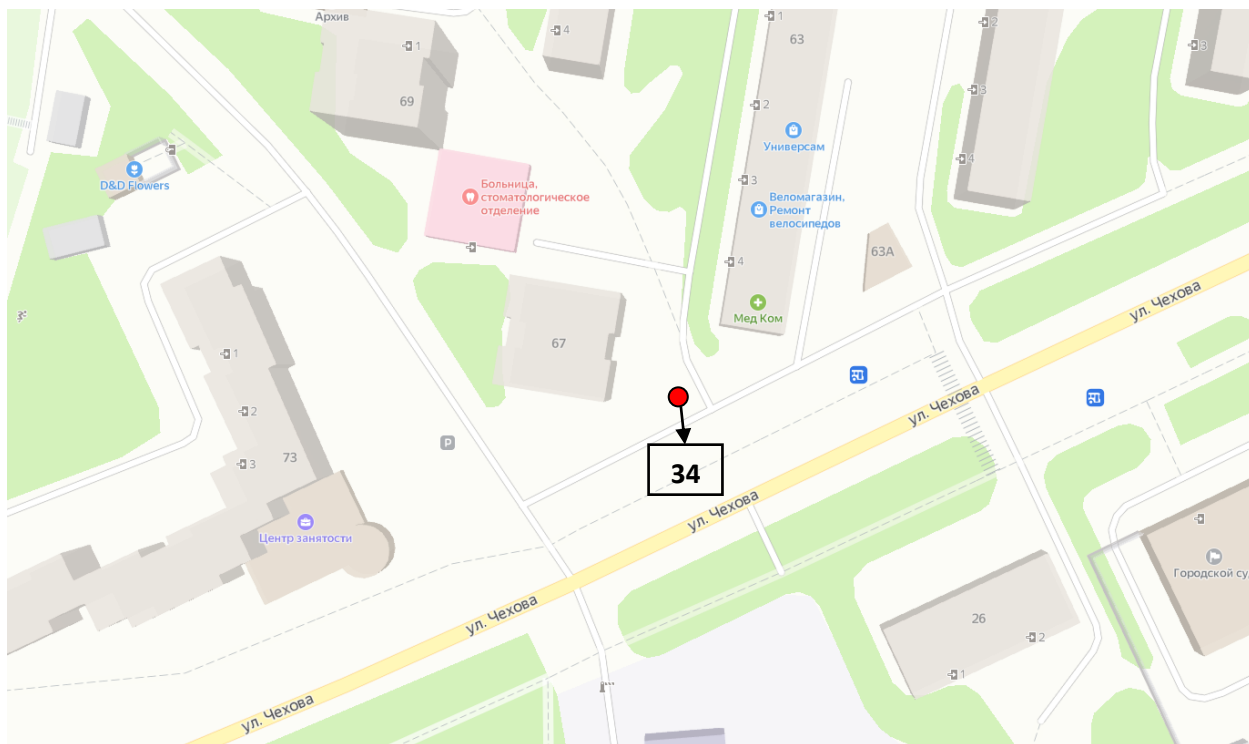 Архив
1
4
1
63
2
3
69
3
2
Универсам
4
D&D Flowers
Больница,
стоматологическое
отделение
3
Веломагазин,
Ремонт
велосипедов
4
63А
ул. Чехова
Мед Ком
67
1
ул. Чехова
2
P
3
73
34
ул. Чехова
Центр занятости
Городской су
ул. Чехова
26
2
1
ул. Чехова